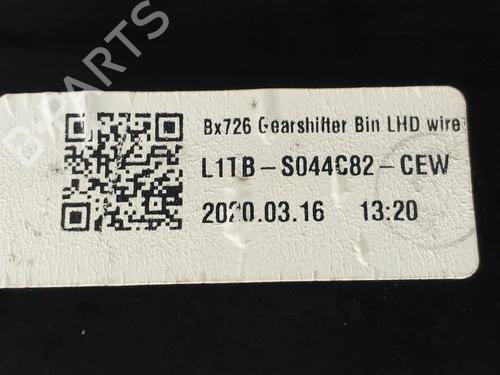 Bx726 Gearshifter Bin LHD wire
L1TB-S044C82-CEW
2020.03.16 13:20
B-PARTS